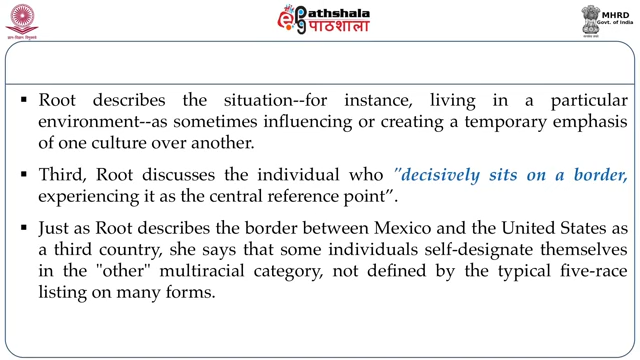 Pathshala
पाठशाला
MHRD
Govt. of India
▪ Root describes the situation--for instance, living in a particular
environment--as sometimes influencing or creating a temporary emphasis
of one culture over another.
▪ Third, Root discusses the individual who "decisively sits on a border,
experiencing it as the central reference point”.
▪ Just as Root describes the border between Mexico and the United States as
a third country, she says that some individuals self-designate themselves
in the "other" multiracial category, not defined by the typical five-race
listing on many forms.